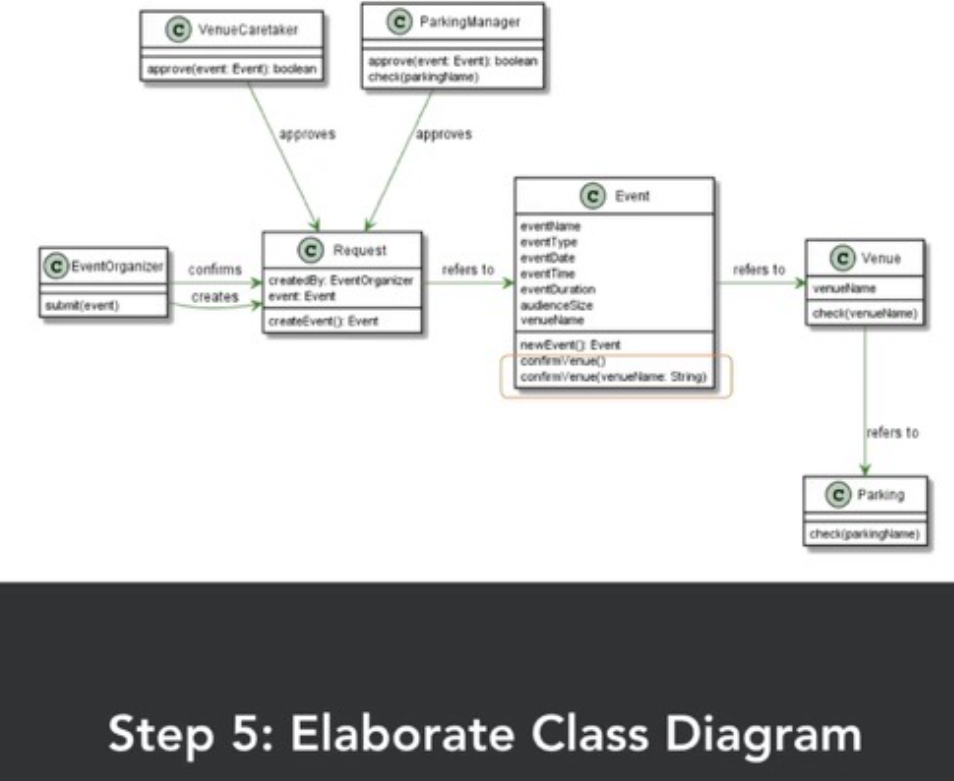 C VenueCaretaker
approve(event: Event): boolean
C ParkingManager
approve(event: Event): boolean
check(parkingName)
approves
approves
C EventOrganizer
submit(event)
confirms
creates
C Request
createdBy: EventOrganizer
event: Event
createEvent(): Event
refers to
C Event
eventName
eventType
eventDate
eventTime
eventDuration
audienceSize
venueName
newEvent(): Event
confirmVenue()
confirmVenue(venueName: String)
refers to
C Venue
venueName
check(venueName)
refers to
C Parking
check(parkingName)
Step 5: Elaborate Class Diagram